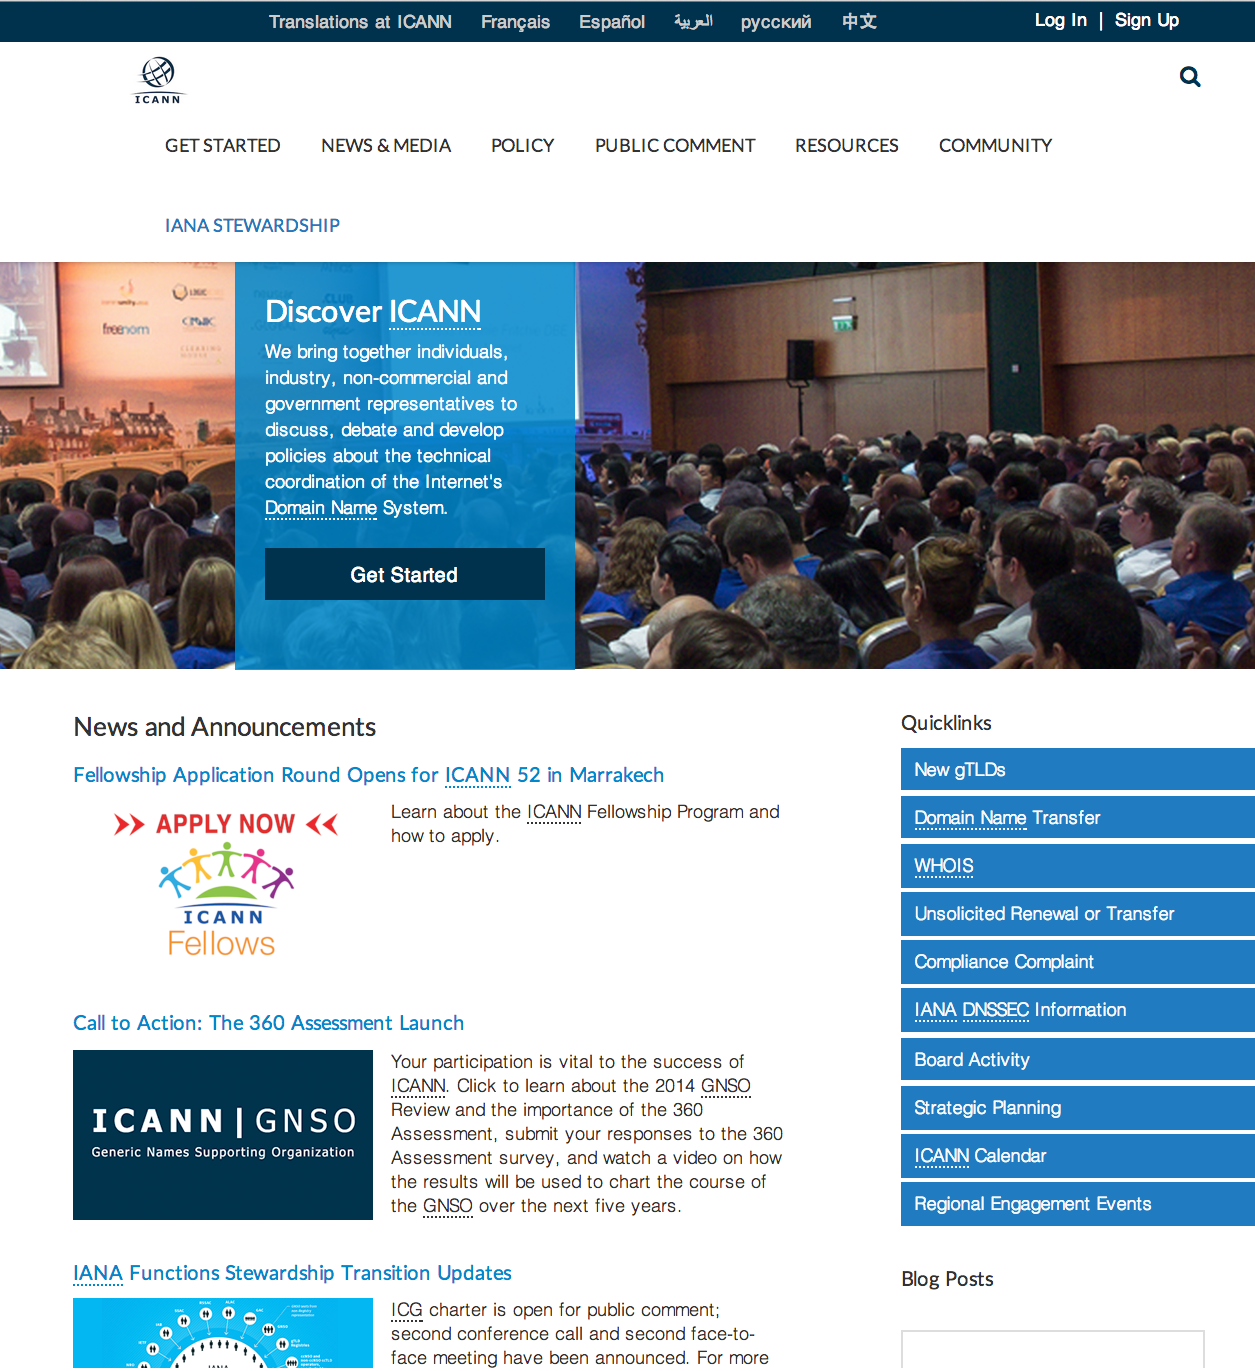 Translations at ICANN Français Español العربية русский 中文
Log In | Sign Up
ICANN
GET STARTED NEWS & MEDIA POLICY PUBLIC COMMENT RESOURCES COMMUNITY
IANA STEWARDSHIP
freenom
Discover ICANN
We bring together individuals,
industry, non-commercial and
government representatives to
discuss, debate and develop
policies about the technical
coordination of the Internet's
Domain Name System.
Get Started
News and Announcements
Fellowship Application Round Opens for ICANN 52 in Marrakech
APPLY NOW
ICANN
Fellows
Learn about the ICANN Fellowship Program and
how to apply.
Call to Action: The 360 Assessment Launch
ICANN | GNSO
Generic Names Supporting Organization
Your participation is vital to the success of
ICANN. Click to learn about the 2014 GNSO
Review and the importance of the 360
Assessment, submit your responses to the 360
Assessment survey, and watch a video on how
the results will be used to chart the course of
the GNSO over the next five years.
IANA Functions Stewardship Transition Updates
ICG charter is open for public comment;
second conference call and second face-to-
face meeting have been announced. For more
Quicklinks
New gTLDs
Domain Name Transfer
WHOIS
Unsolicited Renewal or Transfer
Compliance Complaint
IANA DNSSEC Information
Board Activity
Strategic Planning
ICANN Calendar
Regional Engagement Events
Blog Posts